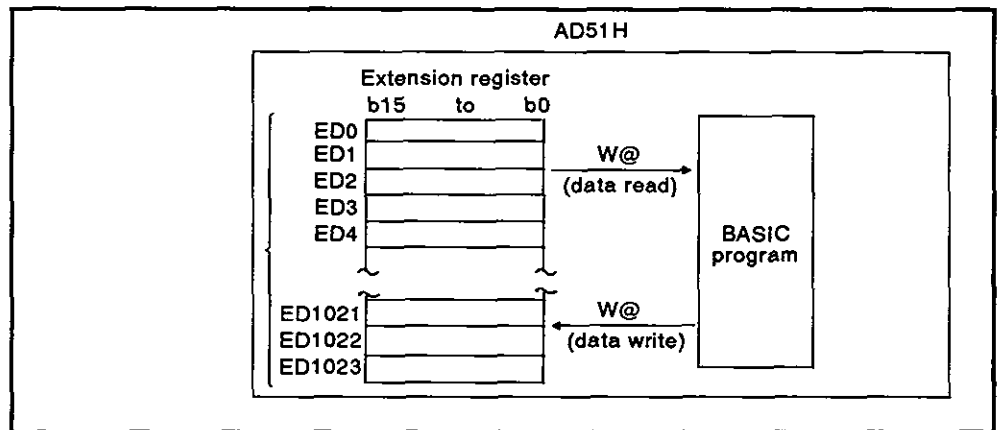 AD51H
Extension register
b15 to b0
ED0
ED1
ED2
ED3
ED4
ED1021
ED1022
ED1023
W@
(data read)
W@
(data write)
BASIC
program